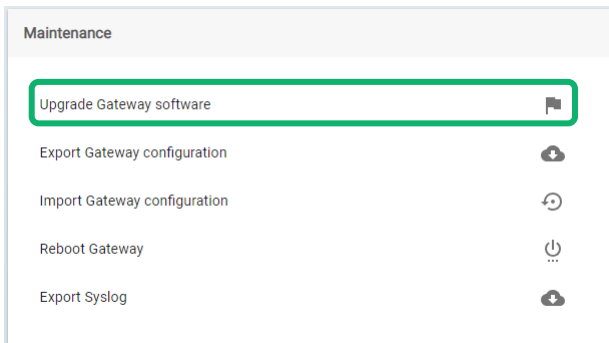 Maintenance
Upgrade Gateway software
Export Gateway configuration
Import Gateway configuration
Reboot Gateway
Export Syslog